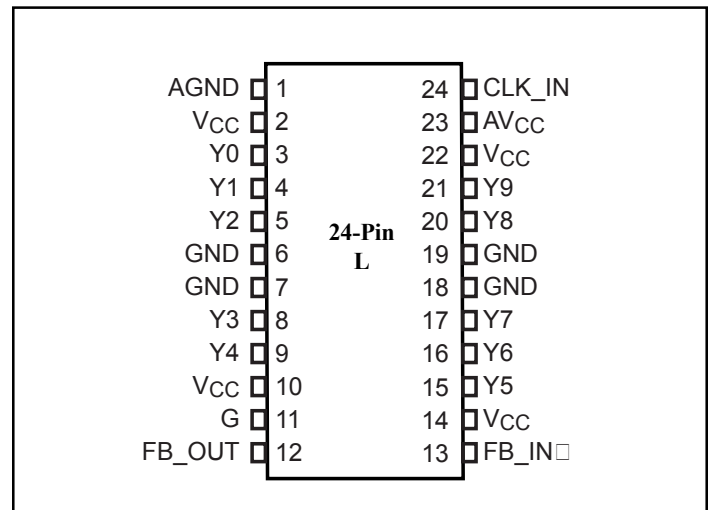 AGND 1 24 CLK_IN
VCC 2 23 AVCC
Y0 3 22 VCC
Y1 4 21 Y9
Y2 5 20 Y8
24-Pin
L
GND 6 19 GND
GND 7 18 GND
Y3 8 17 Y7
Y4 9 16 Y6
VCC 10 15 Y5
G 11 14 VCC
FB_OUT 12 13 FB_IN□